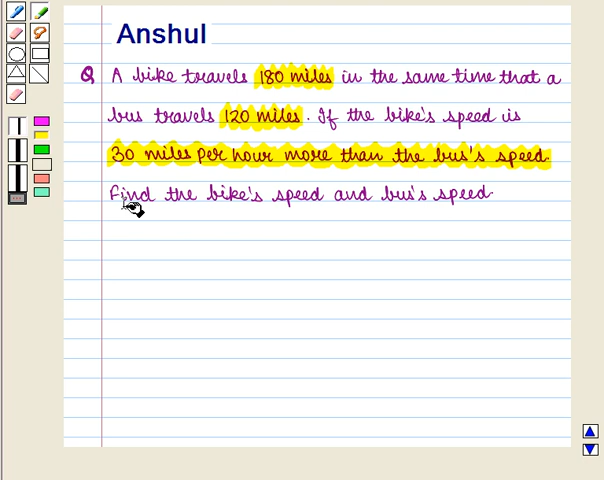 Anshul
Q A bike travels 180 miles in the same time that a
bus travels 120 miles. If the bike's speed is
30 miles per hour more than the bus's speed.
Find the bike's speed and bus's speed.